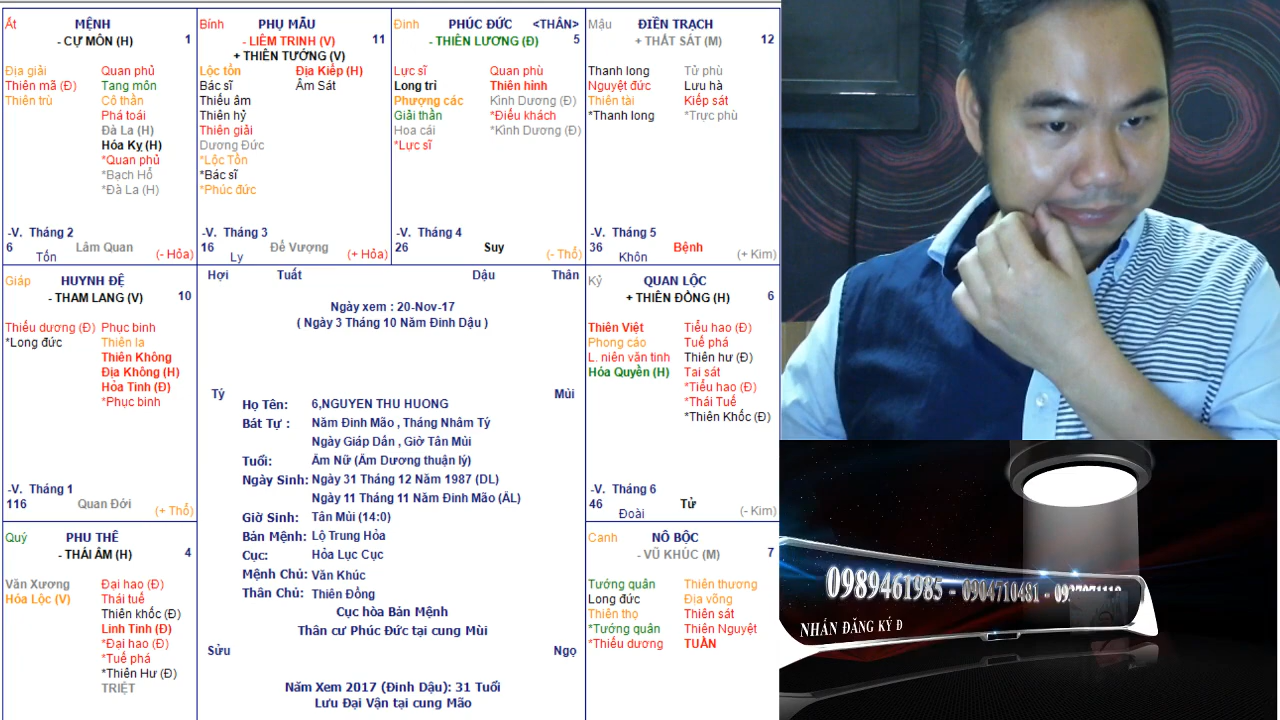 Ất
MỆNH
- CỰ MÔN (H)
1
Địa giải
Thiên mã (Đ)
Thiên trù
Quan phủ
Tang môn
Cô thần
Phá toái
Đà La (H)
Hóa Kỵ (H)
*Quan phủ
*Bạch Hổ
*Đà La (H)
-V. Tháng 2
6
Tốn
Lâm Quan
(- Hỏa)
Bính
PHỤ MẪU
- LIÊM TRINH (V)
+ THIÊN TƯỚNG (V)
11
Lộc tồn
Bác sĩ
Thiếu âm
Thiên hỷ
Thiên giải
Dương Đức
*Lộc Tồn
*Bác sĩ
*Phúc đức
Địa Kiếp (H)
Âm Sát
-V. Tháng 3
16
Ly
Đế Vượng
(+ Hỏa)
Đinh
PHÚC ĐỨC
<THÂN>
- THIÊN LƯƠNG (Đ)
5
Lực sĩ
Long trì
Phượng các
Giải thần
Hoa cái
*Lực sĩ
Quan phù
Thiên hình
Kình Dương (Đ)
*Điếu khách
*Kình Dương (Đ)
-V. Tháng 4
26
Suy
(- Thổ)
Mậu
ĐIỀN TRẠCH
+ THẤT SÁT (M)
12
Thanh long
Nguyệt đức
Thiên tài
*Thanh long
Tử phù
Lưu hà
Kiếp sát
*Trực phù
-V. Tháng 5
36
Khôn
Bệnh
(+ Kim)
Giáp
HUYNH ĐỆ
- THAM LANG (V)
10
Thiếu dương (Đ)
*Long đức
Phục binh
Thiên la
Thiên Không
Địa Không (H)
Hỏa Tinh (Đ)
*Phục binh
-V. Tháng 1
116
Quan Đới
(+ Thổ)
Hợi
Tuất
Dậu
Thân
Ngày xem : 20-Nov-17
( Ngày 3 Tháng 10 Năm Đinh Dậu )
Tý
Mùi
Họ Tên: 6,NGUYEN THU HUONG
Bát Tự : Năm Đinh Mão , Tháng Nhâm Tý
Ngày Giáp Dần , Giờ Tân Mùi
Tuổi: Âm Nữ (Âm Dương thuận lý)
Ngày Sinh: Ngày 31 Tháng 12 Năm 1987 (DL)
Ngày 11 Tháng 11 Năm Đinh Mão (ÂL)
Giờ Sinh: Tân Mùi (14:0)
Bản Mệnh: Lộ Trung Hỏa
Cục: Hỏa Lục Cục
Mệnh Chủ: Văn Khúc
Thân Chủ: Thiên Đồng
Cục hòa Bản Mệnh
Thân cư Phúc Đức tại cung Mùi
Sửu
Ngọ
Năm Xem 2017 (Đinh Dậu): 31 Tuổi
Lưu Đại Vận tại cung Mão
Kỷ
QUAN LỘC
+ THIÊN ĐỒNG (H)
6
Thiên Việt
Phong cáo
L. niên văn tinh
Hóa Quyền (H)
Tiểu hao (Đ)
Tuế phá
Thiên hư (Đ)
Tai sát
*Tiểu hao (Đ)
*Thái Tuế
*Thiên Khốc (Đ)
-V. Tháng 6
46
Đoài
Tử
(- Kim)
Quý
PHU THÊ
- THÁI ÂM (H)
4
Văn Xương
Hóa Lộc (V)
Đại hao (Đ)
Thái tuế
Thiên khốc (Đ)
Linh Tinh (Đ)
*Đại hao (Đ)
*Tuế phá
*Thiên Hư (Đ)
TRIỆT
Canh
NÔ BỘC
- VŨ KHÚC (M)
7
Tướng quân
Long đức
Thiên thọ
*Tướng quân
*Thiếu dương
Thiên thương
Địa võng
Thiên sát
Thiên Nguyệt
TUẦN
0989461985 - 0904710481 -
NHẮN ĐĂNG KÝ Đ